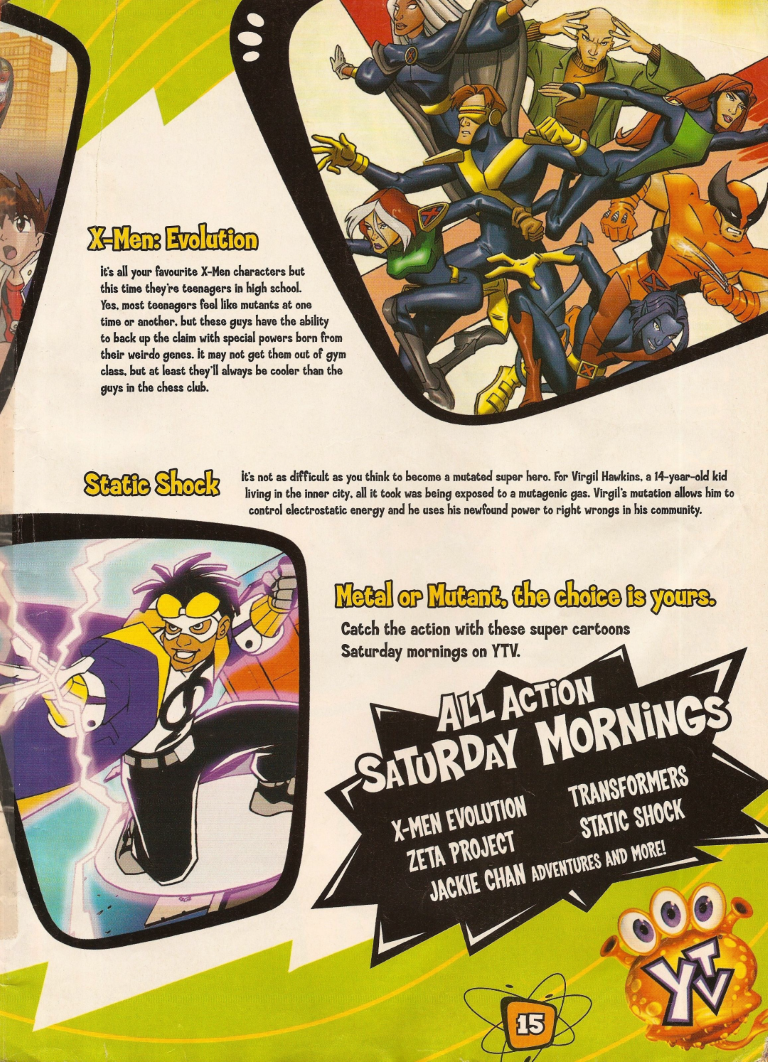 X-Men: Evolution
it's all your favourite X-Men characters but
this time they're teenagers in high school.
Yes, most teenagers feel like mutants at one
time or another, but these guys have the ability
to back up the claim with special powers born from
their weirdo genes. it may not get them out of gym
class, but at least they'll always be cooler than the
guys in the chess club.
Static Shock
it's not as difficult as you think to become a mutated super hero. For Virgil Hawkins, a 14-year-old kid
living in the inner city, all it took was being exposed to a mutagenic gas. Virgil's mutation allows him to
control electrostatic energy and he uses his newfound power to right wrongs in his community.
Metal or Mutant, the choice is yours.
Catch the action with these super cartoons
Saturday mornings on YTV.
ALL ACTiON
SATURDAY MORNiNGS
X-MEN EVOLUTION
TRANSFORMERS
ZETA PROJECT
STATIC SHOCK
JACKIE CHAN ADVENTURES AND MORE!
YTV
15